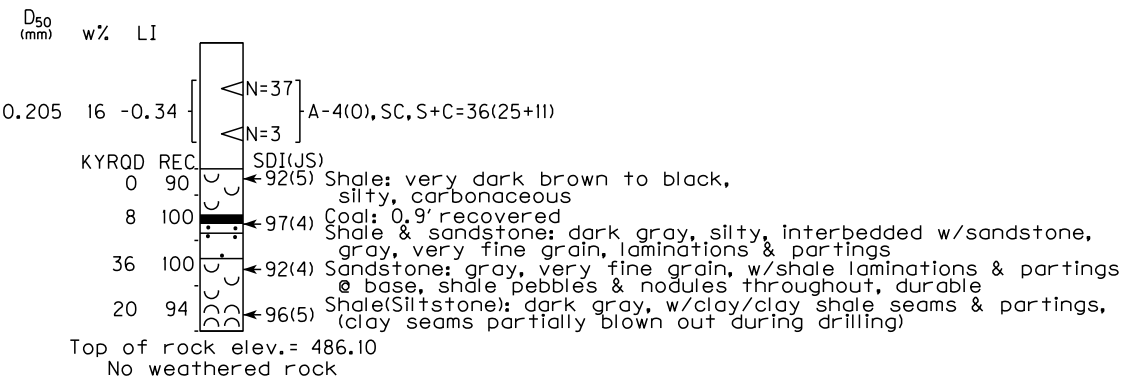 D50 (mm) w% LI
N=37
0.205 16 -0.34 A-4(0), SC, S+C=36(25+11)
N=3
KYRQD REC SDI(JS)
0 90 92(5) Shale: very dark brown to black,
silty, carbonaceous
8 100 97(4) Coal: 0.9' recovered
Shale & sandstone: dark gray, silty, interbedded w/sandstone,
gray, very fine grain, laminations & partings
36 100 92(4) Sandstone: gray, very fine grain, w/shale laminations & partings
@ base, shale pebbles & nodules throughout, durable
20 94 96(5) Shale(Siltstone): dark gray, w/clay/clay shale seams & partings,
(clay seams partially blown out during drilling)
Top of rock elev.= 486.10
No weathered rock